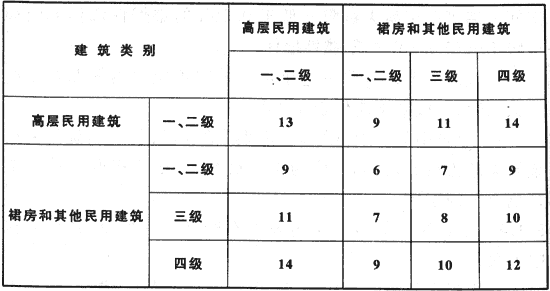 建筑类别 高层民用建筑 裙房和其他民用建筑
一、二级 一、二级 三级 四级
高层民用建筑 一、二级 13 9 11 14
裙房和其他民用建筑 一、二级 9 6 7 9
三级 11 7 8 10
四级 14 9 10 12